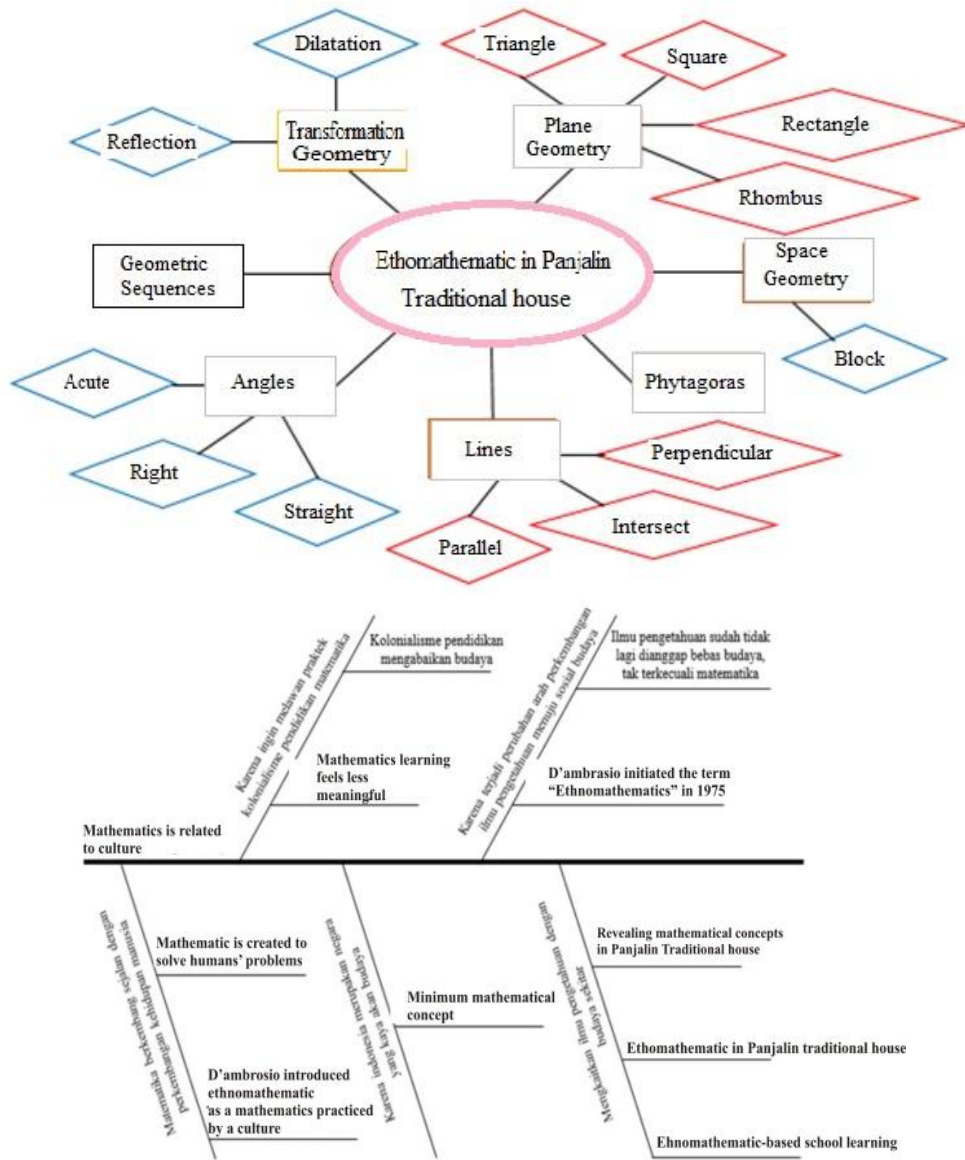 Dilatation
Triangle
Square
Reflection
Transformation
Geometry
Plane
Geometry
Rectangle
Rhombus
Geometric
Sequences
Ethomathematic in Panjalin
Traditional house
Space
Geometry
Acute
Angles
Phytagoras
Block
Right
Straight
Lines
Perpendicular
Intersect
Parallel
Karena ingin melawan praktek
kolonialisme pendidikan matematika
Kolonialisme pendidikan
mengabaikan budaya
Mathematics learning
feels less
meaningful
Karena terjadi perubahan arah perkembangan
ilmu pengetahuan menuju sosial budaya
Ilmu pengetahuan sudah tidak
lagi dianggap bebas budaya,
tak terkecuali matematika
D’ambrasio initiated the term
“Ethnomathematics” in 1975
Mathematics is related
to culture
Matematika berkembang sejalan dengan
perkembangan kehidupan manusia
Mathematic is created to
solve humans’ problems
D’ambrosio introduced
ethnomathematic
as a mathematics practiced
by a culture
Karena indonesia merupakan negara
yang kaya akan budaya
Minimum mathematical
concept
Mengkaitkan ilmu pengetahuan dengan
budaya sekitar
Revealing mathematical concepts
in Panjalin Traditional house
Ethomathematic in Panjalin traditional house
Ehnomathematic-based school learning